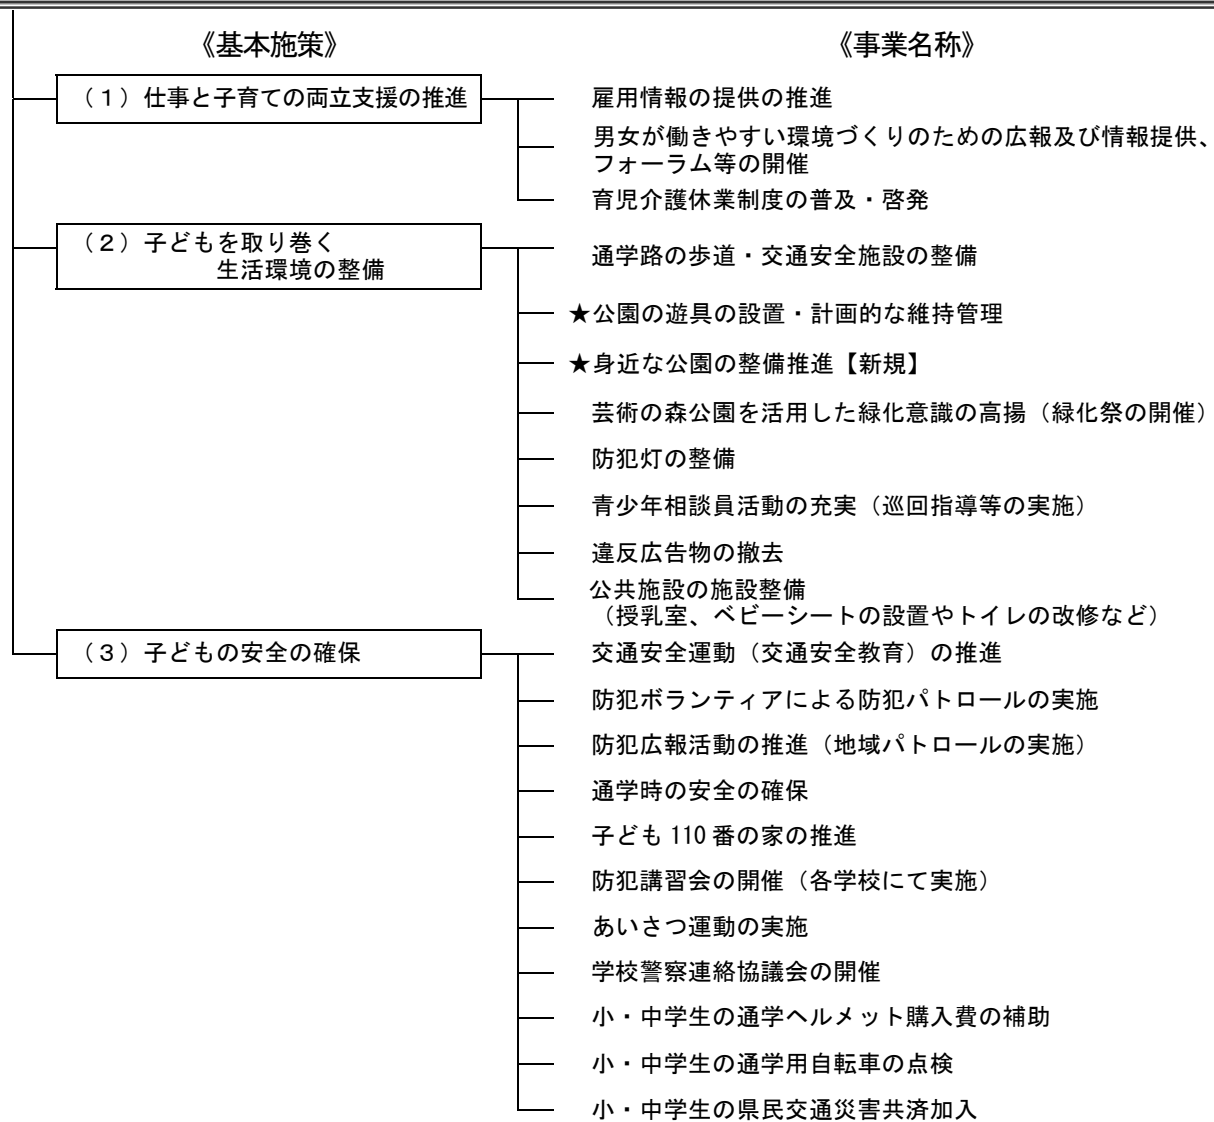 《基本施策》
《事業名称》
（１）仕事と子育ての両立支援の推進
雇用情報の提供の推進
男女が働きやすい環境づくりのための広報及び情報提供、
フォーラム等の開催
育児介護休業制度の普及・啓発
（２）子どもを取り巻く
生活環境の整備
通学路の歩道・交通安全施設の整備
★公園の遊具の設置・計画的な維持管理
★身近な公園の整備推進【新規】
芸術の森公園を活用した緑化意識の高揚（緑化祭の開催）
防犯灯の整備
青少年相談員活動の充実（巡回指導等の実施）
違反広告物の撤去
公共施設の施設整備
（授乳室、ベビーシートの設置やトイレの改修など）
（３）子どもの安全の確保
交通安全運動（交通安全教育）の推進
防犯ボランティアによる防犯パトロールの実施
防犯広報活動の推進（地域パトロールの実施）
通学時の安全の確保
子ども 110 番の家の推進
防犯講習会の開催（各学校にて実施）
あいさつ運動の実施
学校警察連絡協議会の開催
小・中学生の通学ヘルメット購入費の補助
小・中学生の通学用自転車の点検
小・中学生の県民交通災害共済加入